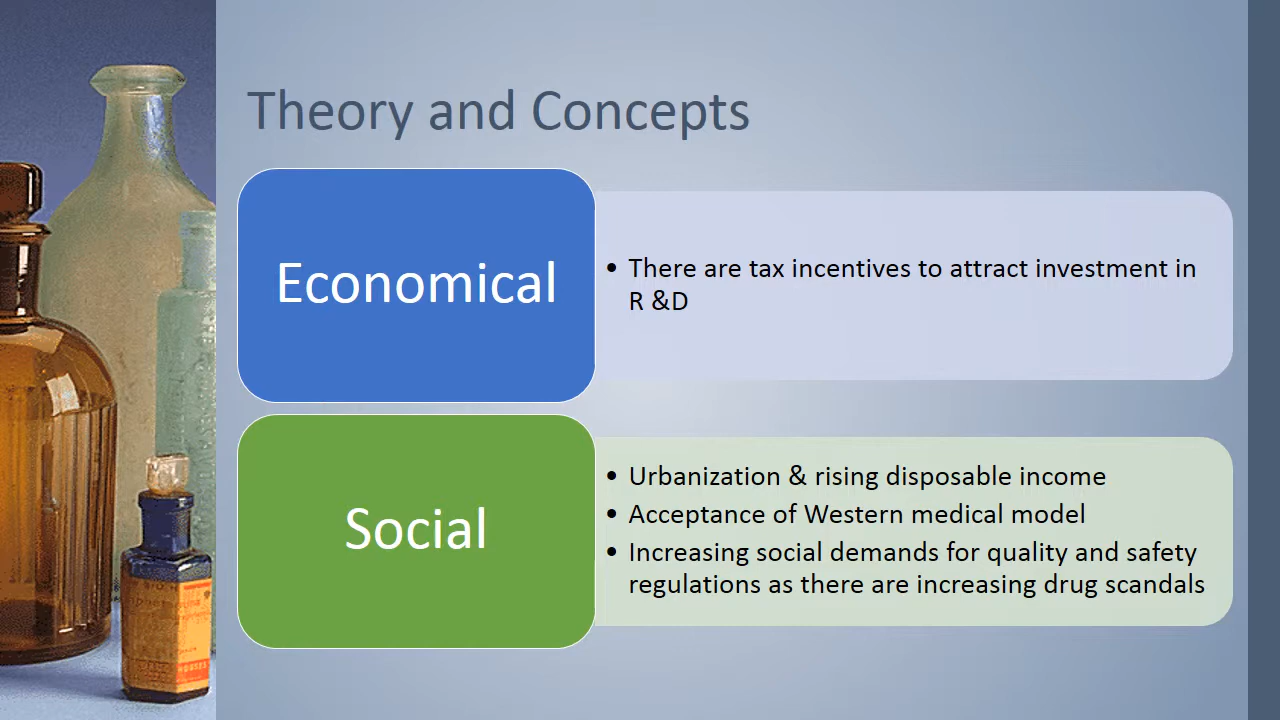 Theory and Concepts
Economical
• There are tax incentives to attract investment in
R &D
Social
• Urbanization & rising disposable income
• Acceptance of Western medical model
• Increasing social demands for quality and safety
regulations as there are increasing drug scandals